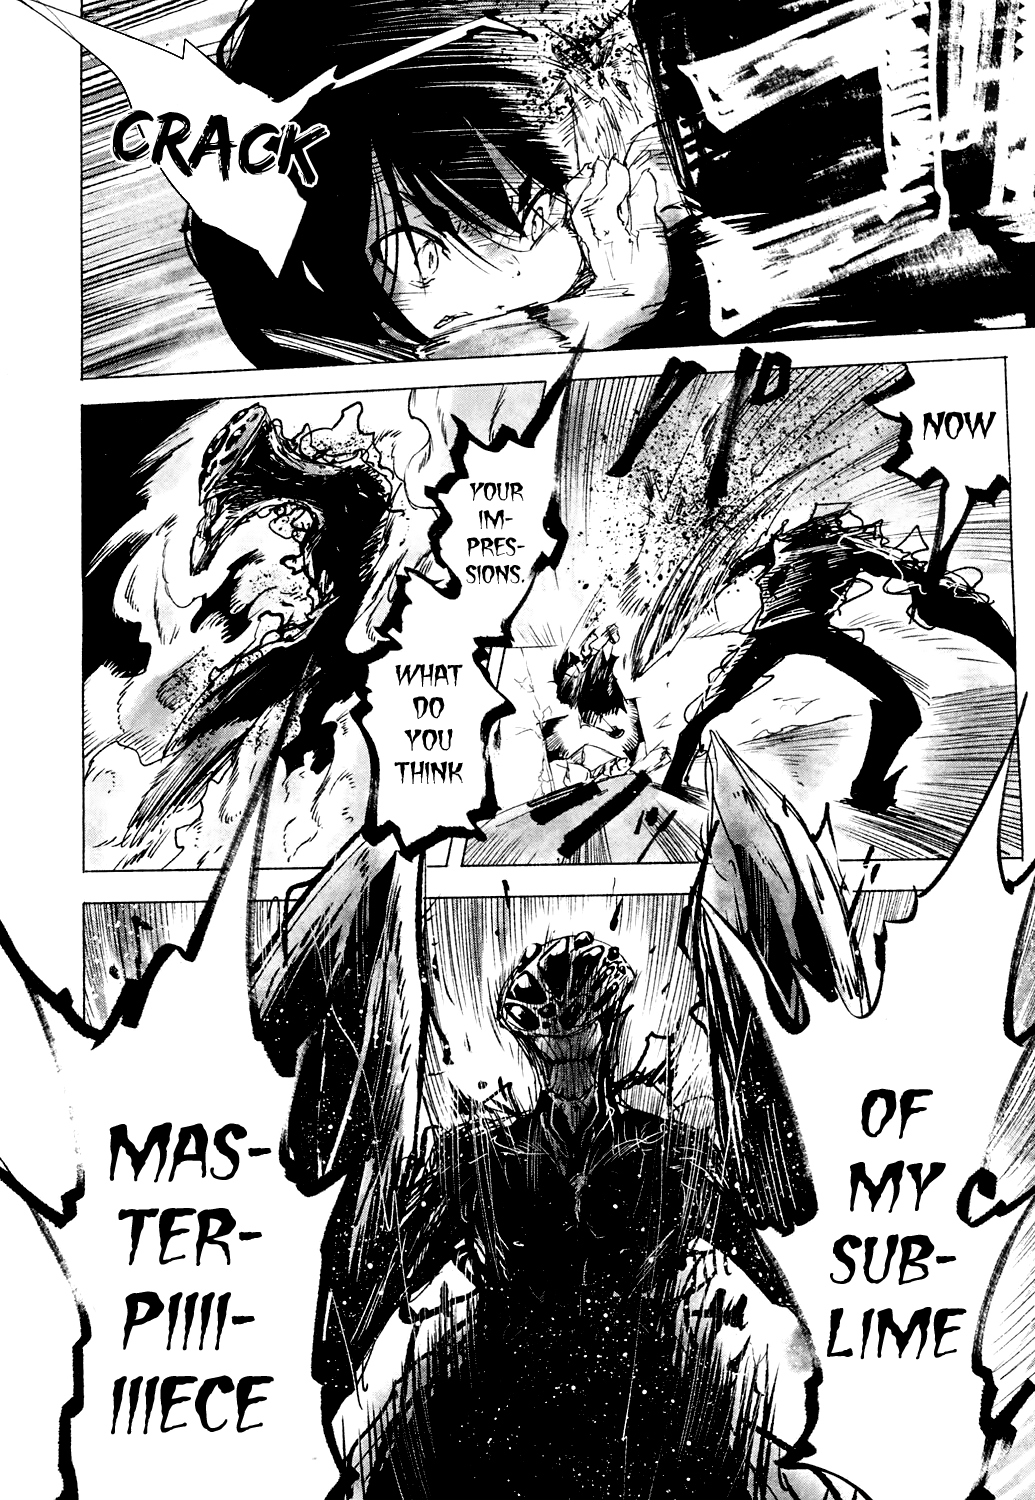 CRACK
NOW
YOUR
IM-
PRES-
SIONS.
WHAT
DO
YOU
THINK
OF
MY
SUB-
LIME
MAS-
TER-
PIIII-
IIIECE